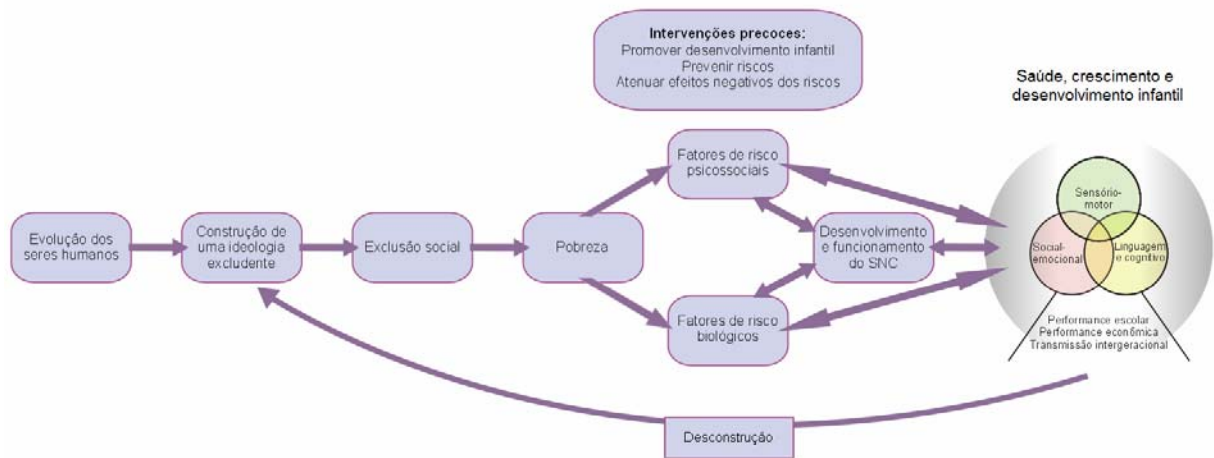 Intervenções precoces:
Promover desenvolvimento infantil
Prevenir riscos
Atenuar efeitos negativos dos riscos
Saúde, crescimento e
desenvolvimento infantil
Evolução dos
seres humanos
Construção de
uma ideologia
excludente
Exclusão social
Pobreza
Fatores de risco
psicossociais
Desenvolvimento
e funcionamento
do SNC
Fatores de risco
biológicos
Sensório-
motor
Social-
emocional
Linguagem
e cognitivo
Performance escolar
Performance econômica
Transmissão intergeracional
Desconstrução